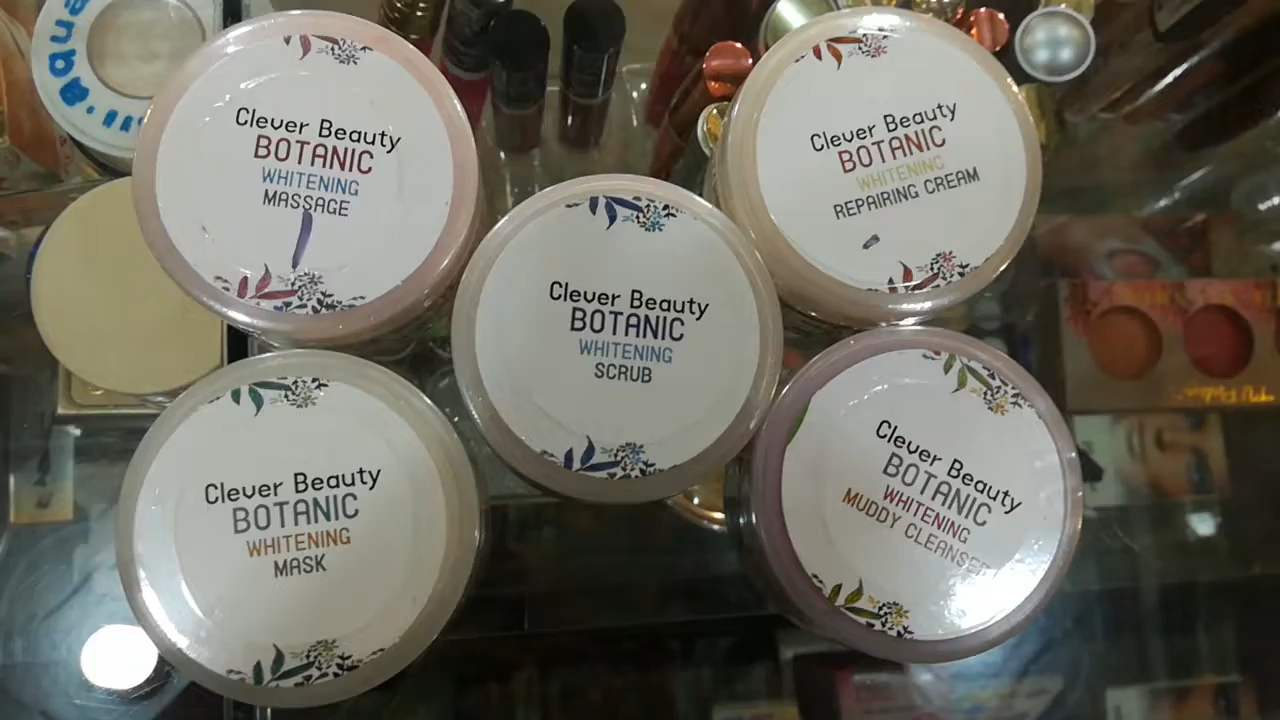 Clever Beauty
BOTANIC
WHITENING
MASSAGE
Clever Beauty
BOTANIC
WHITENING
REPAIRING CREAM
Clever Beauty
BOTANIC
WHITENING
SCRUB
Clever Beauty
BOTANIC
WHITENING
MASK
Clever Beauty
BOTANIC
WHITENING
MUDDY CLEANSER